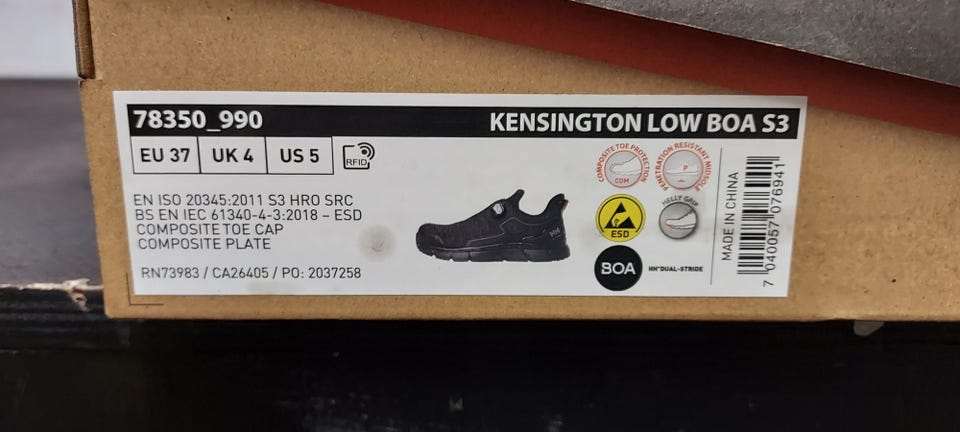 78350_990
KENSINGTON LOW BOA S3
EU 37 UK 4 US 5 RFID
EN ISO 20345:2011 S3 HRO SRC
BS EN IEC 61340-4-3:2018 – ESD
COMPOSITE TOE CAP
COMPOSITE PLATE
RN73983 / CA26405 / PO: 2037258
HH
COMPOSITE TOE PROTECTION
COM
PENETRATION RESISTANT MIDSOLE
P
ESD
HELLY GRIP
BOA
HH®DUAL-STRIDE
MADE IN CHINA
7 040057 076941